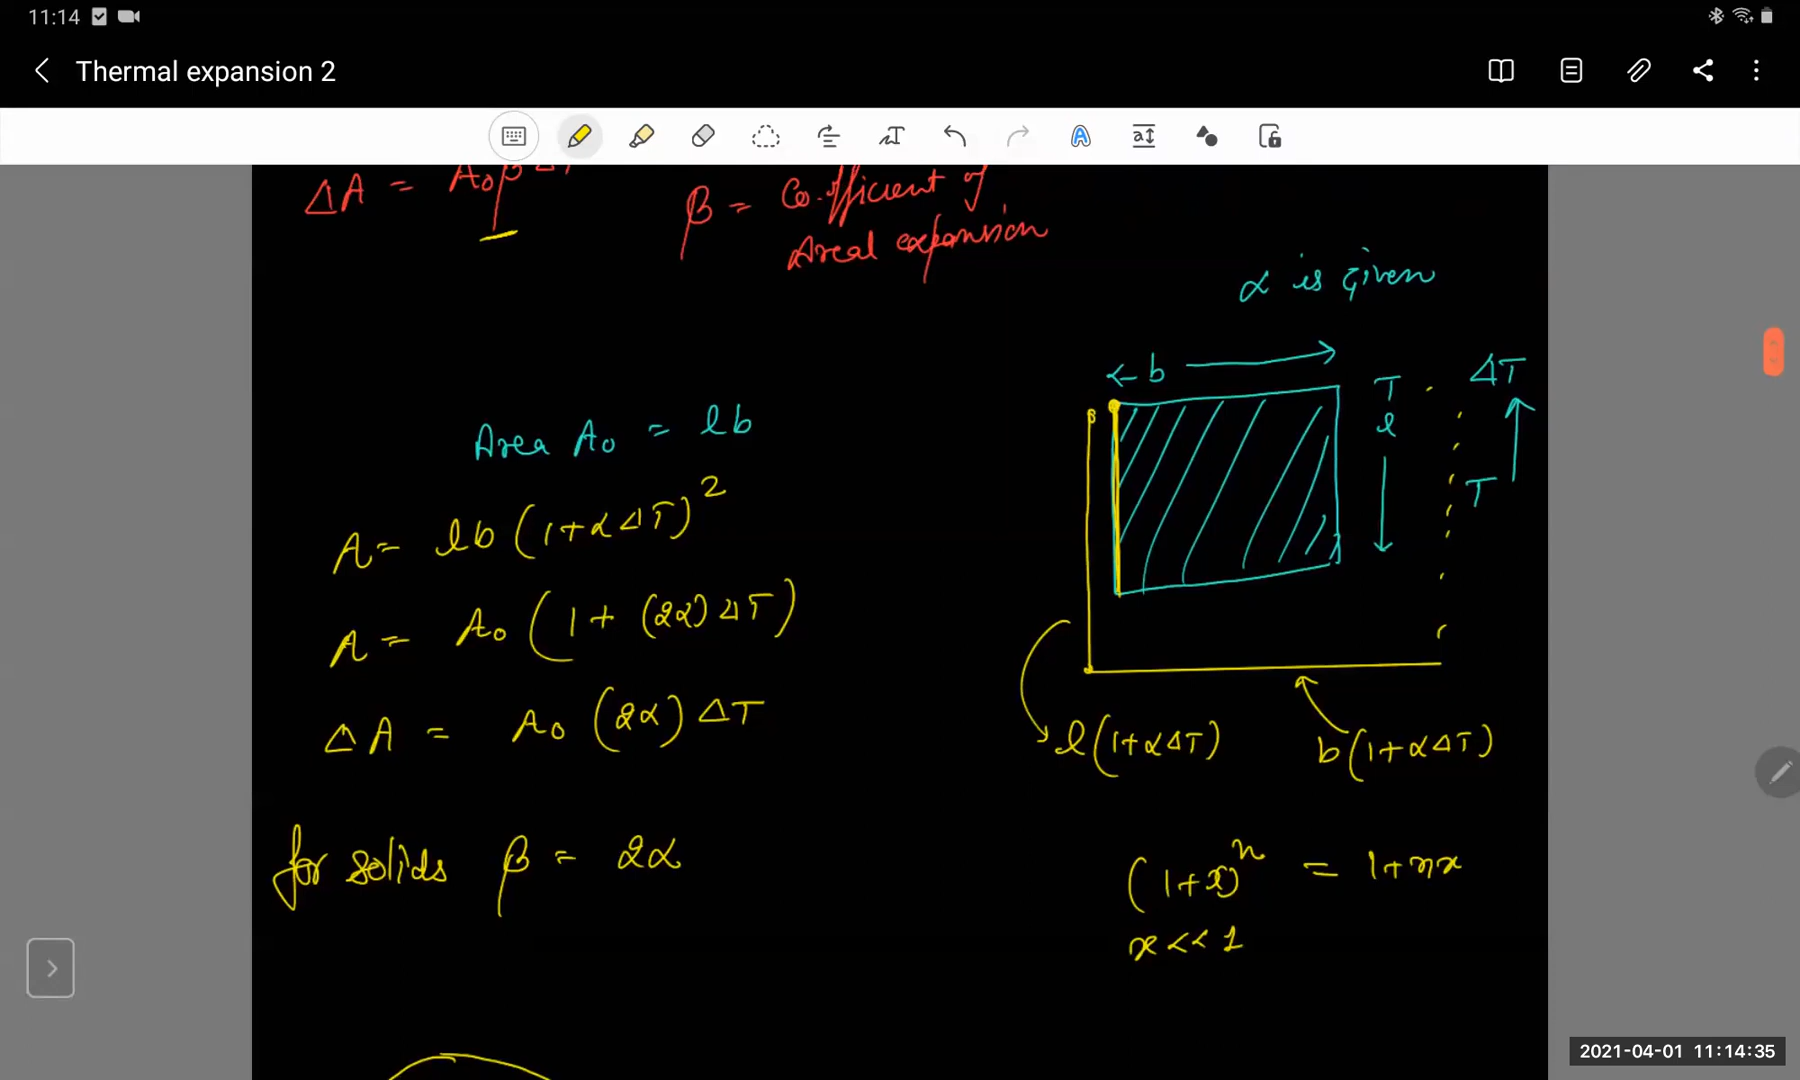 11:14
Thermal expansion 2
ΔA = A₀βΔT
β = Co-efficient of
Areal expansion
α is given
← b →
T
l
ΔT
T
Area A₀ = lb
A = lb (1+αΔT)²
A = A₀ (1 + (2α) ΔT)
ΔA = A₀ (2α) ΔT
l(1+αΔT)
b(1+αΔT)
for solids β = 2α
(1+x)ⁿ = 1+nx
x<<1
2021-04-01 11:14:35